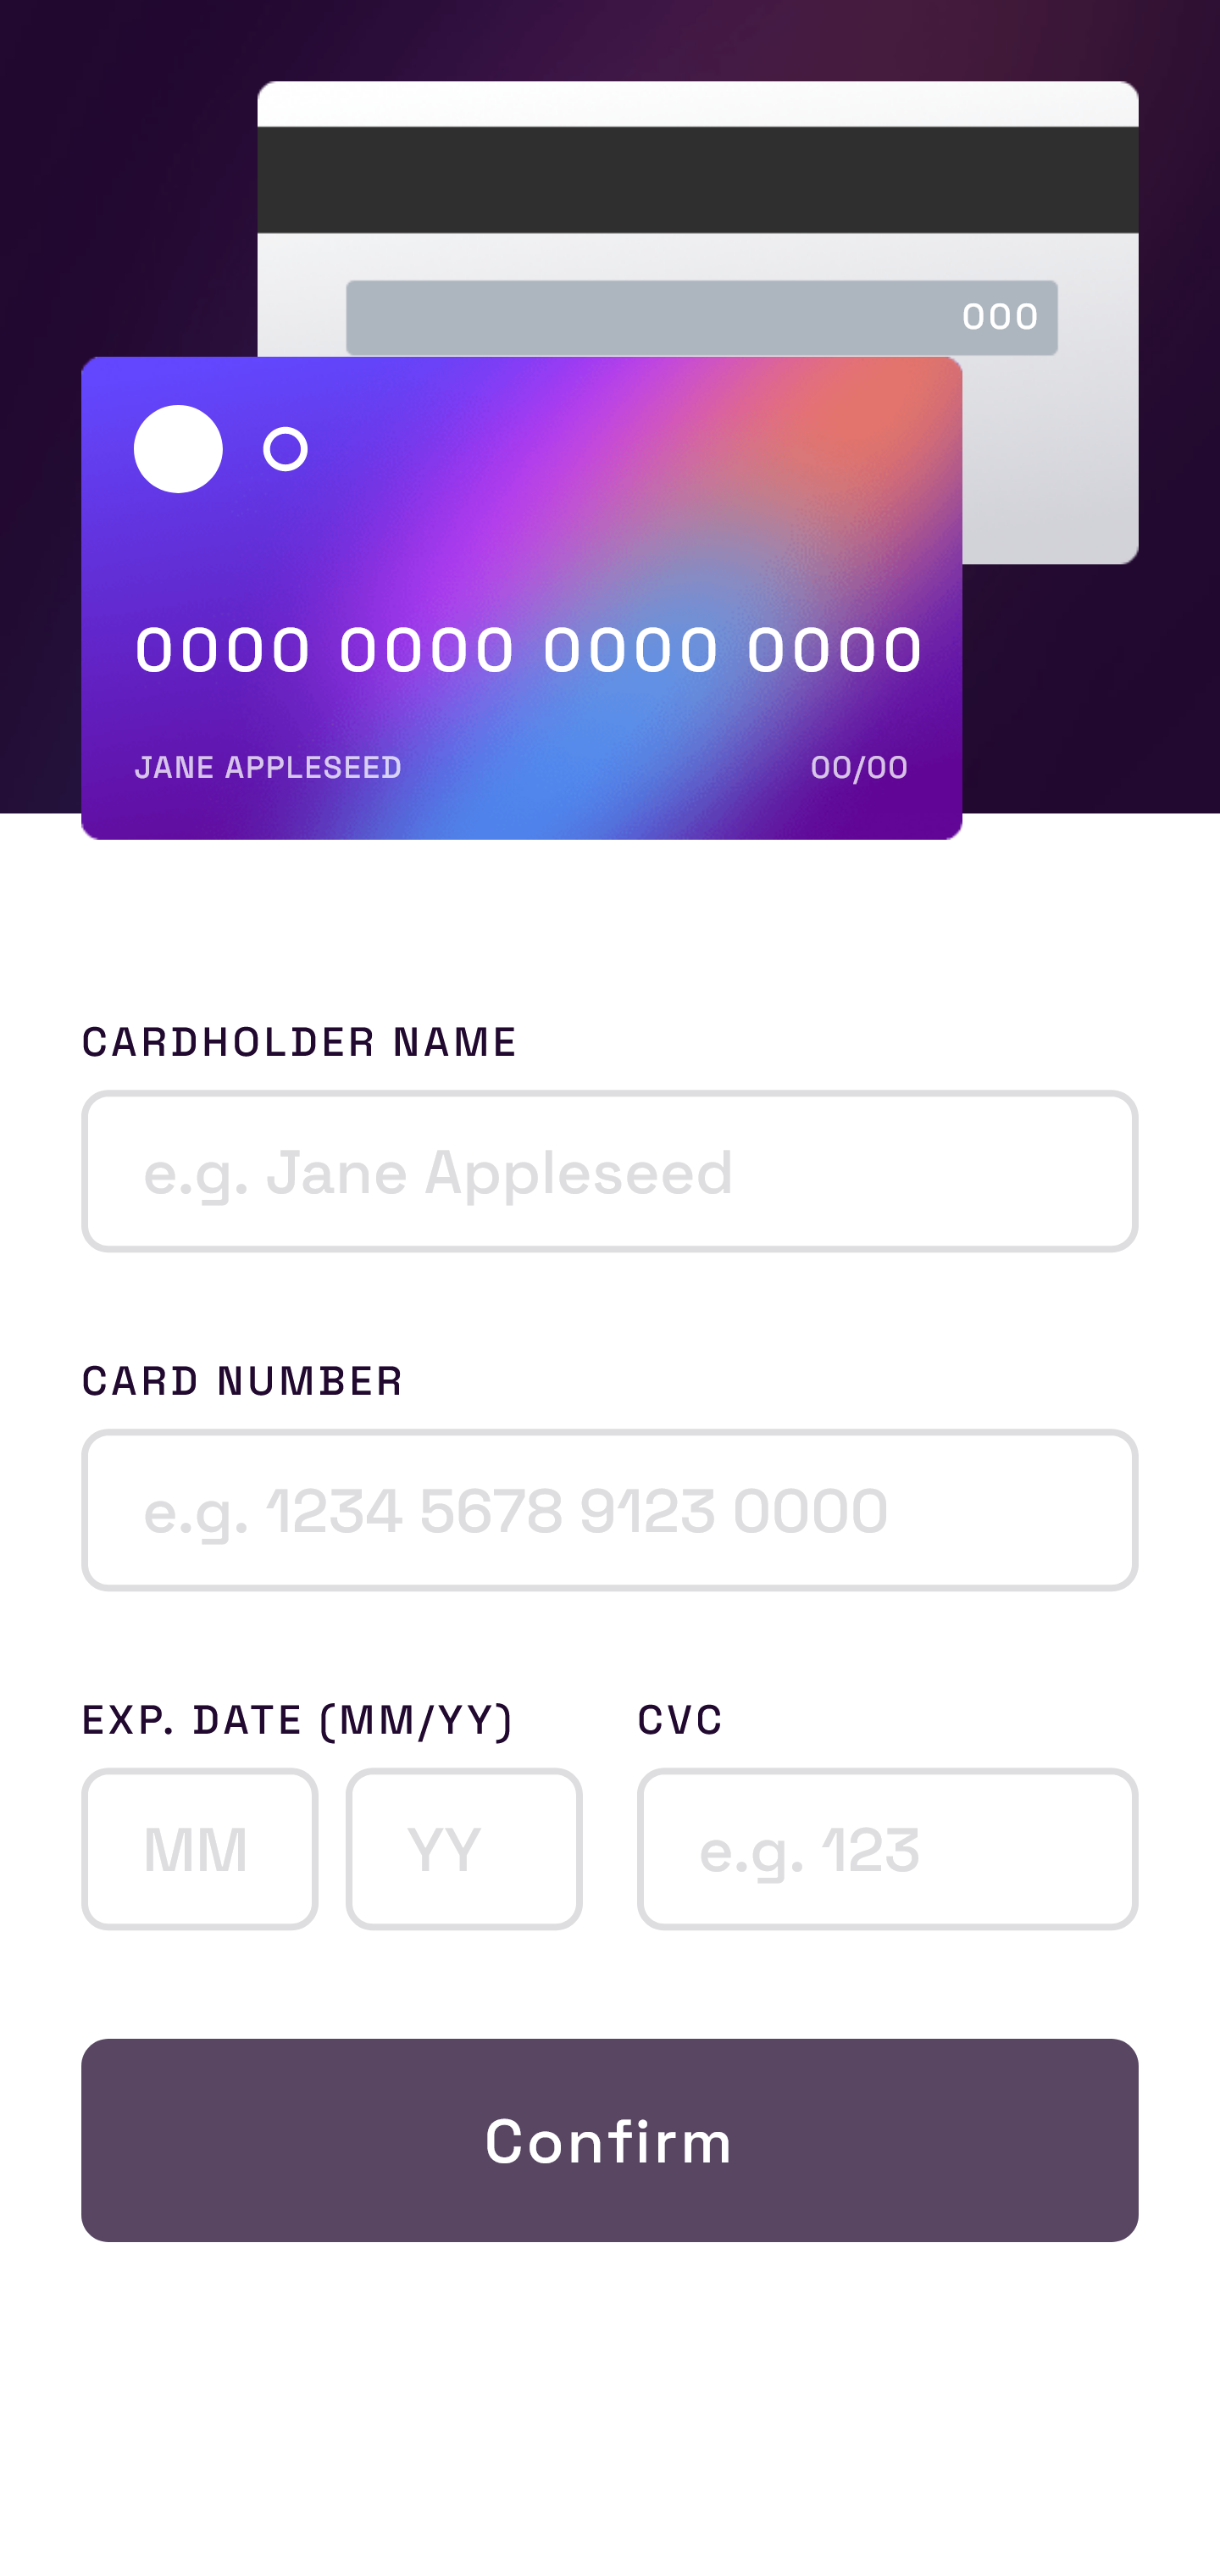 000
0000 0000 0000 0000
JANE APPLESEED 00/00
CARDHOLDER NAME
e.g. Jane Appleseed
CARD NUMBER
e.g. 1234 5678 9123 0000
EXP. DATE (MM/YY) CVC
MM YY e.g. 123
Confirm